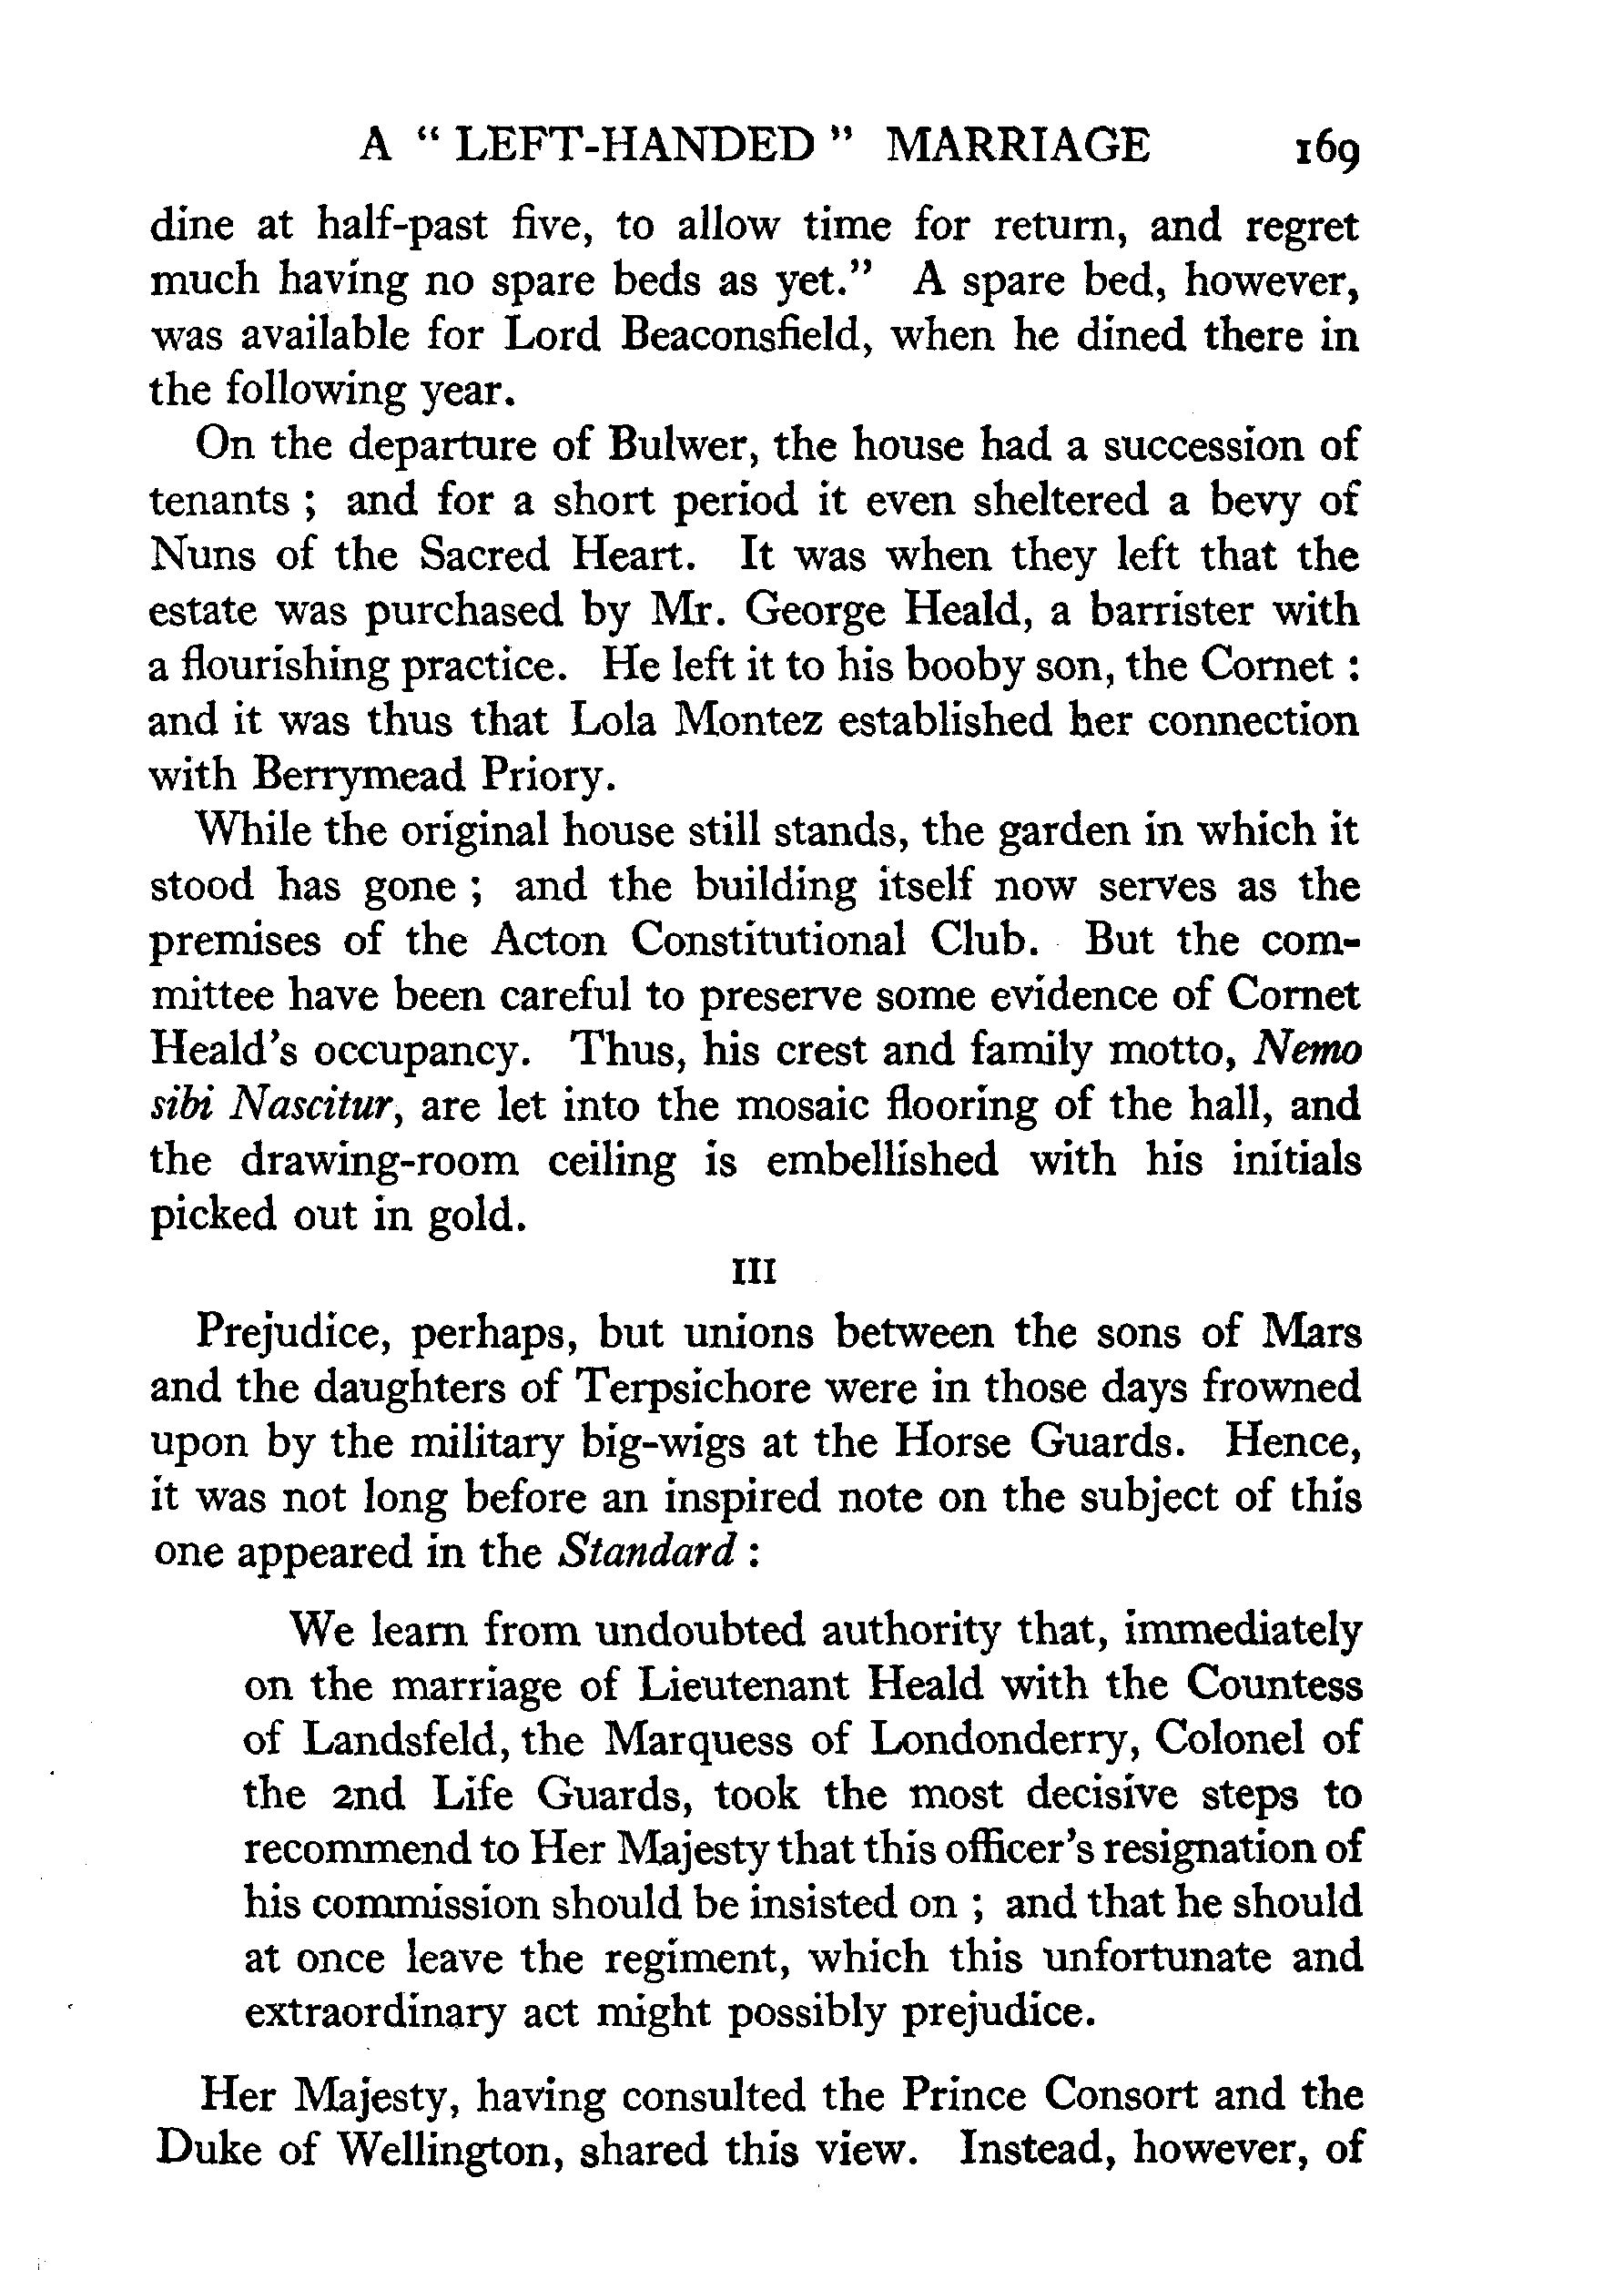 A " LEFT-HANDED " MARRIAGE 169
dine at half-past five, to allow time for return, and regret
much having no spare beds as yet." A spare bed, however,
was available for Lord Beaconsfield, when he dined there in
the following year.
On the departure of Bulwer, the house had a succession of
tenants ; and for a short period it even sheltered a bevy of
Nuns of the Sacred Heart. It was when they left that the
estate was purchased by Mr. George Heald, a barrister with
a flourishing practice. He left it to his booby son, the Cornet :
and it was thus that Lola Montez established her connection
with Berrymead Priory.
While the original house still stands, the garden in which it
stood has gone ; and the building itself now serves as the
premises of the Acton Constitutional Club. But the com-
mittee have been careful to preserve some evidence of Cornet
Heald's occupancy. Thus, his crest and family motto, Nemo
sibi Nascitur, are let into the mosaic flooring of the hall, and
the drawing-room ceiling is embellished with his initials
picked out in gold.
III
Prejudice, perhaps, but unions between the sons of Mars
and the daughters of Terpsichore were in those days frowned
upon by the military big-wigs at the Horse Guards. Hence,
it was not long before an inspired note on the subject of this
one appeared in the Standard :
We learn from undoubted authority that, immediately
on the marriage of Lieutenant Heald with the Countess
of Landsfeld, the Marquess of Londonderry, Colonel of
the 2nd Life Guards, took the most decisive steps to
recommend to Her Majesty that this officer's resignation of
his commission should be insisted on ; and that he should
at once leave the regiment, which this unfortunate and
extraordinary act might possibly prejudice.
Her Majesty, having consulted the Prince Consort and the
Duke of Wellington, shared this view. Instead, however, of